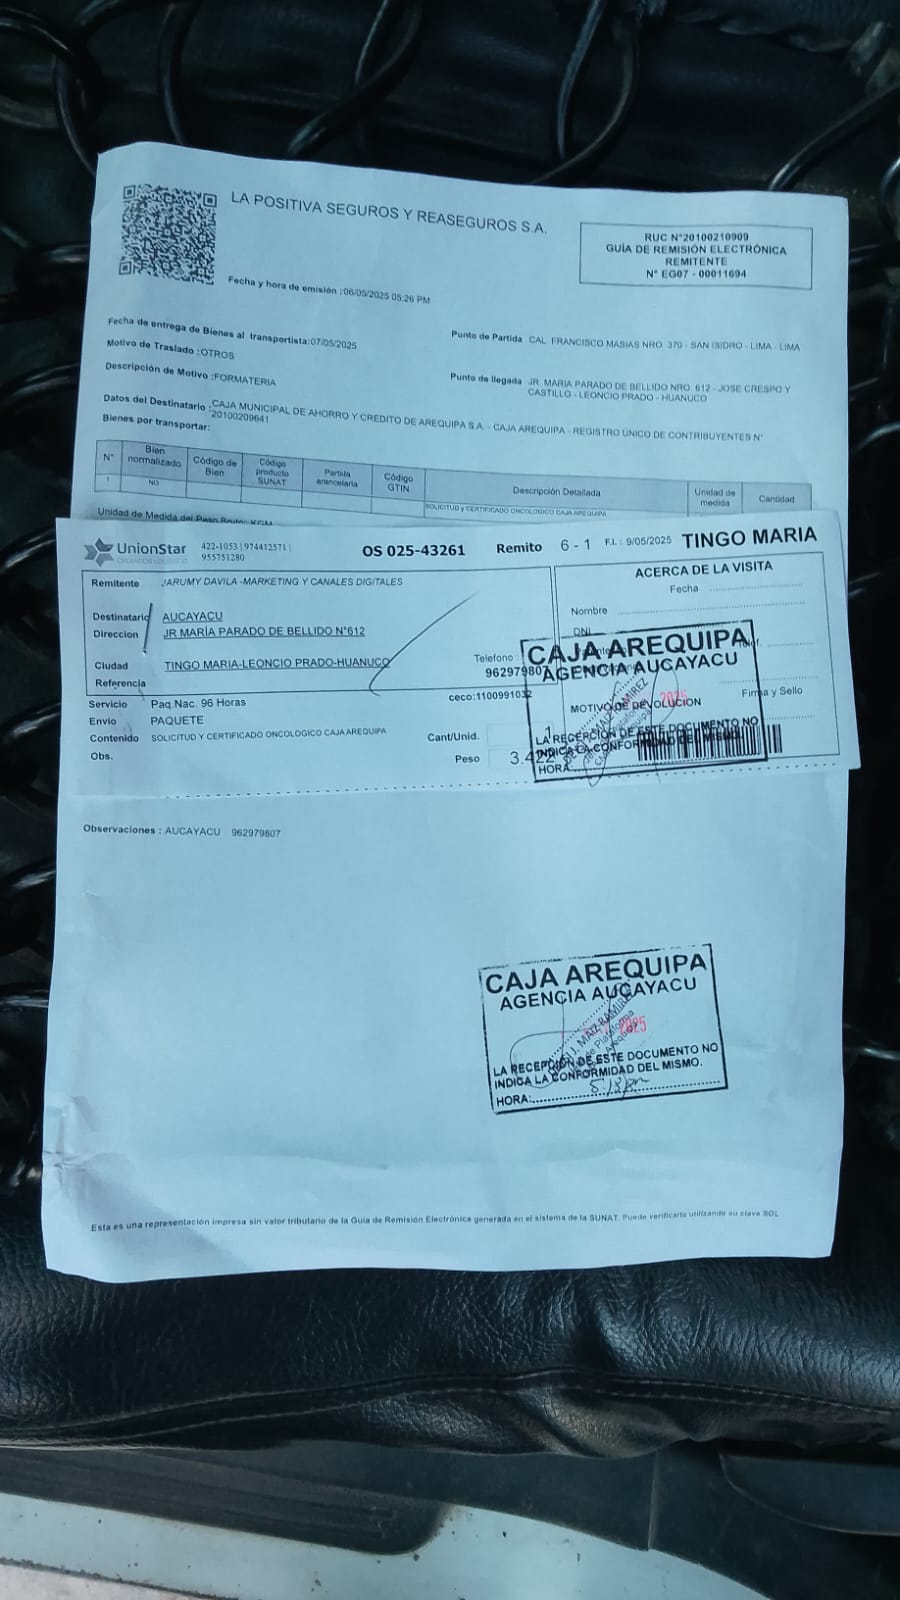 LA POSITIVA SEGUROS Y REASEGUROS S.A.
RUC N°20100210909
GUÍA DE REMISIÓN ELECTRÓNICA
REMITENTE
N° EG07 - 00011694
Fecha y hora de emisión :06/05/2025 05:26 PM
Fecha de entrega de Bienes al transportista:07/05/2025
Motivo de Traslado :OTROS
Descripción de Motivo :FORMATERIA
Punto de Partida CAL. FRANCISCO MASIAS NRO. 370 - SAN ISIDRO - LIMA - LIMA
Punto de llegada JR. MARIA PARADO DE BELLIDO NRO. 612 - JOSE CRESPO Y
CASTILLO - LEONCIO PRADO - HUANUCO
Datos del Destinatario :CAJA MUNICIPAL DE AHORRO Y CREDITO DE AREQUIPA S.A. - CAJA AREQUIPA - REGISTRO ÚNICO DE CONTRIBUYENTES N°
20100209641
Bienes por transportar:
N° Bien normalizado Código de Bien Código producto SUNAT Partida arancelaria Código GTIN Descripción Detallada Unidad de medida Cantidad
1 NO SOLICITUD y CERTIFICADO ONCOLOGICO CAJA AREQUIPA
Unidad de Medida del Peso Bruto: KGM
UnionStar
422-1053 | 974412571 |
955751280
OS 025-43261
Remito 6 - 1 F.I.: 9/05/2025 TINGO MARIA
Remitente JARUMY DAVILA -MARKETING Y CANALES DIGITALES
Destinatario AUCAYACU
Direccion JR MARÍA PARADO DE BELLIDO N°612
Ciudad TINGO MARIA-LEONCIO PRADO-HUANUCO
Referencia
Telefono
962979807
Servicio Paq.Nac. 96 Horas
ceco:1100991032
Envio PAQUETE
Contenido SOLICITUD Y CERTIFICADO ONCOLOGICO CAJA AREQUIPA
Obs.
Cant/Unid.
Peso
ACERCA DE LA VISITA
Fecha
Nombre
DNI
MOTIVO DE DEVOLUCION
Firma y Sello
CAJA AREQUIPA
AGENCIA AUCAYACU
2025
LA RECEPCIÓN DE ESTE DOCUMENTO NO
INDICA LA CONFORMIDAD DEL MISMO.
HORA:
Observaciones : AUCAYACU 962979807
CAJA AREQUIPA
AGENCIA AUCAYACU
2025
LA RECEPCIÓN DE ESTE DOCUMENTO NO
INDICA LA CONFORMIDAD DEL MISMO.
HORA:
Esta es una representación impresa sin valor tributario de la Guía de Remisión Electrónica generada en el sistema de la SUNAT. Puede verificarla utilizando su clave SOL